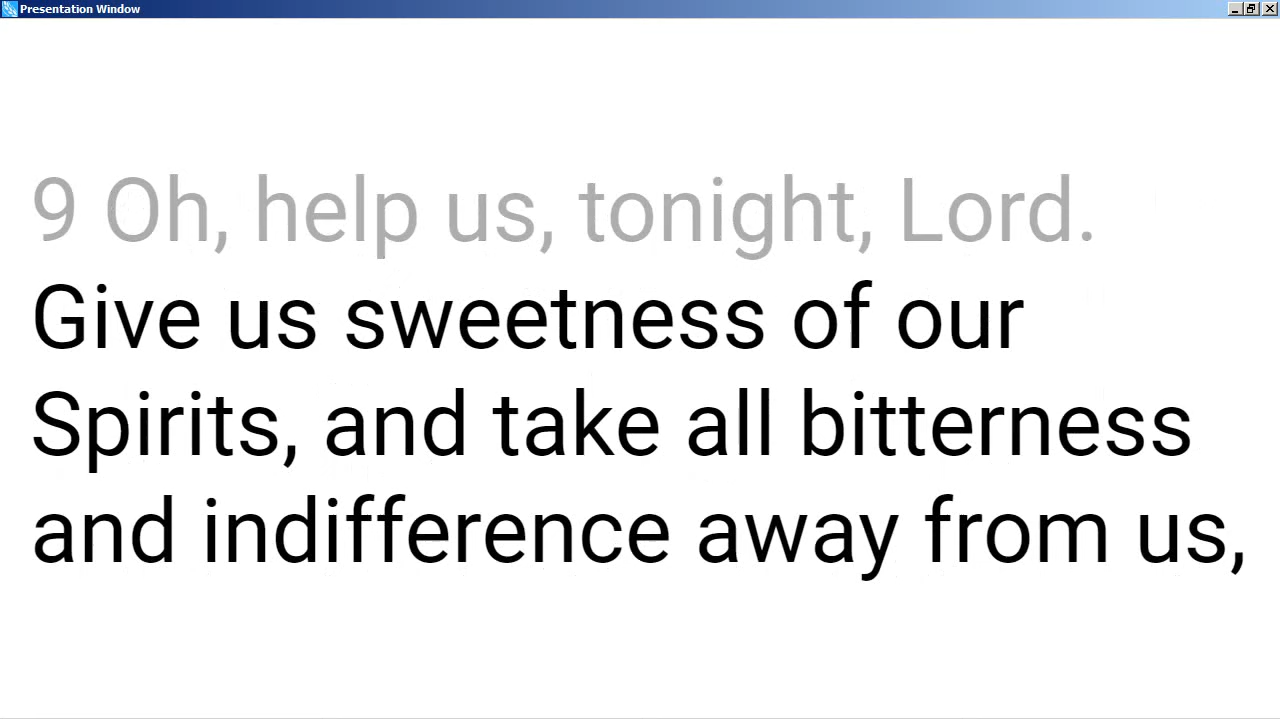 Presentation Window
9 Oh, help us, tonight, Lord.
Give us sweetness of our
Spirits, and take all bitterness
and indifference away from us,